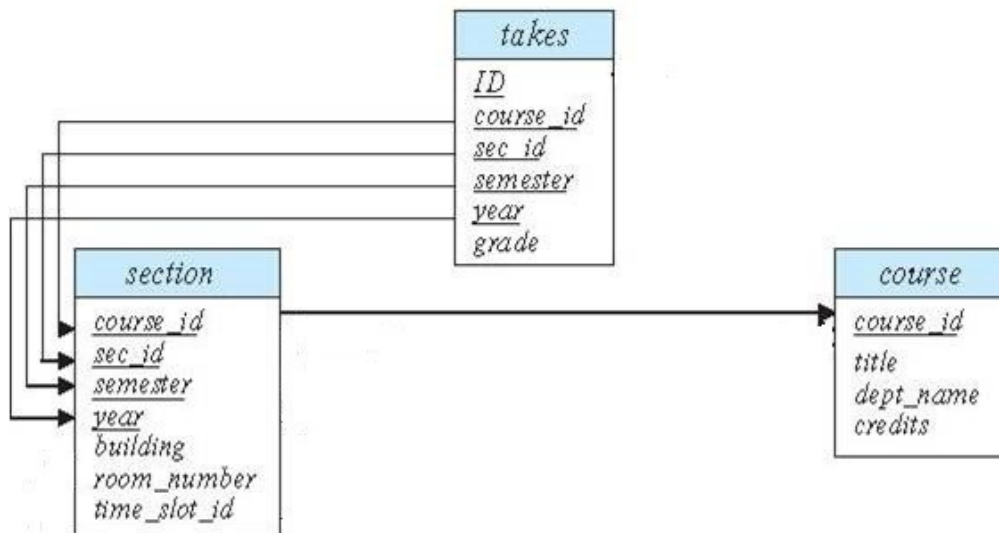 takes
ID
course_id
sec_id
semester
year
grade
section
course_id
sec_id
semester
year
building
room_number
time_slot_id
course
course_id
title
dept_name
credits